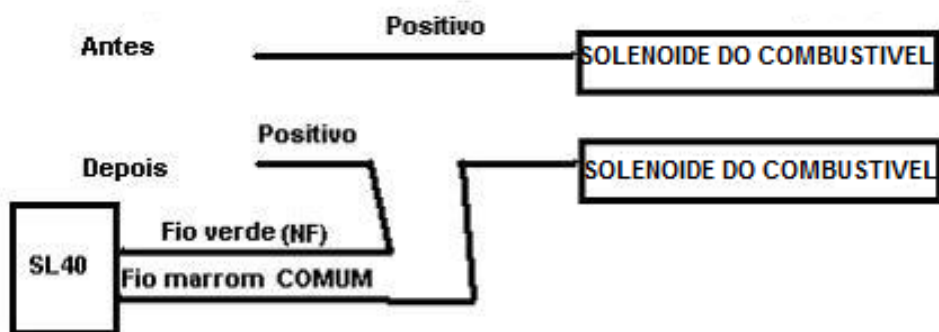 Positivo
Antes
SOLENOIDE DO COMBUSTIVEL
Positivo
Depois
SOLENOIDE DO COMBUSTIVEL
Fio verde (NF)
SL40
Fio marrom COMUM